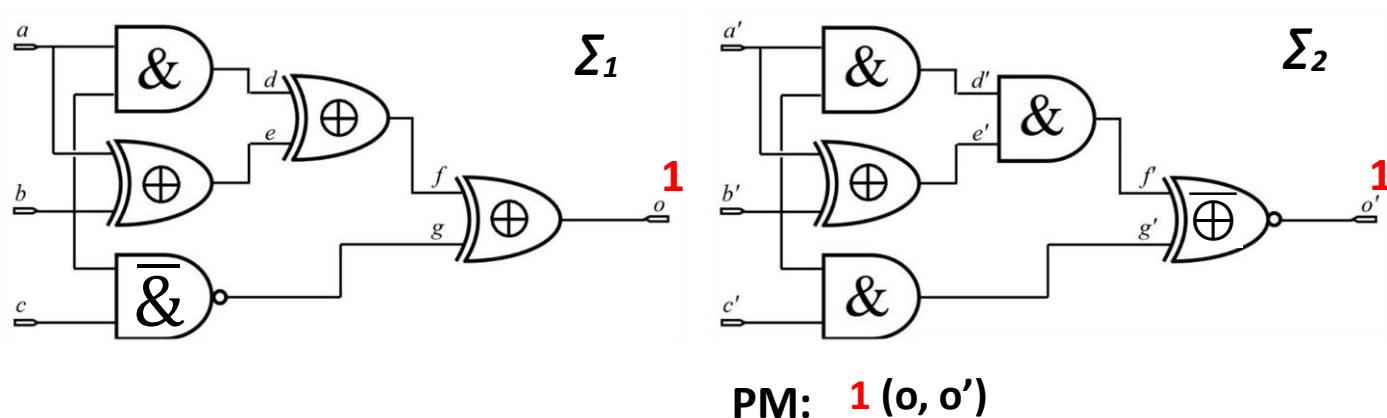 a & Σ1 a' & Σ2
d d'
⊕ & 
e e'
1 1
b ⊕ f ⊕ o b' ⊕ f' ⊕̅ o'
g g'
c &̅ c' &
PM: 1 (o, o’)